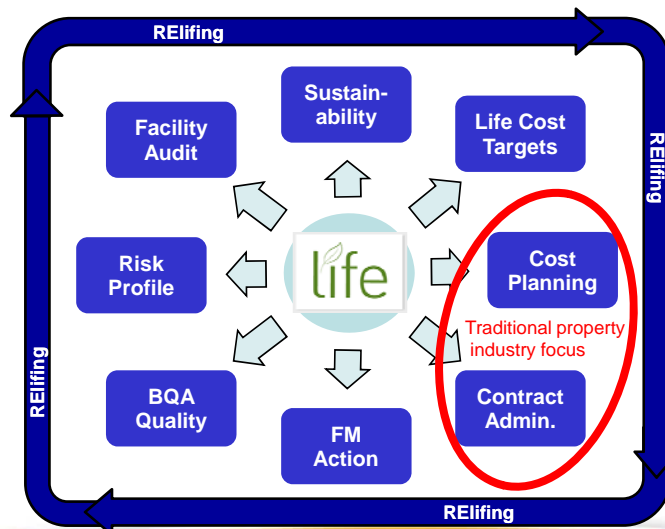 RElifing
Sustain-
ability
Facility
Audit
Life Cost
Targets
RElifing
Risk
Profile
life
Cost
Planning
Traditional property
industry focus
RElifing
BQA
Quality
FM
Action
Contract
Admin.
RElifing